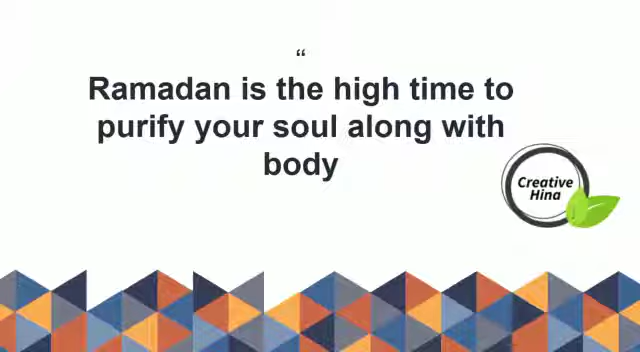 “
Ramadan is the high time to
purify your soul along with
body
Creative
Hina